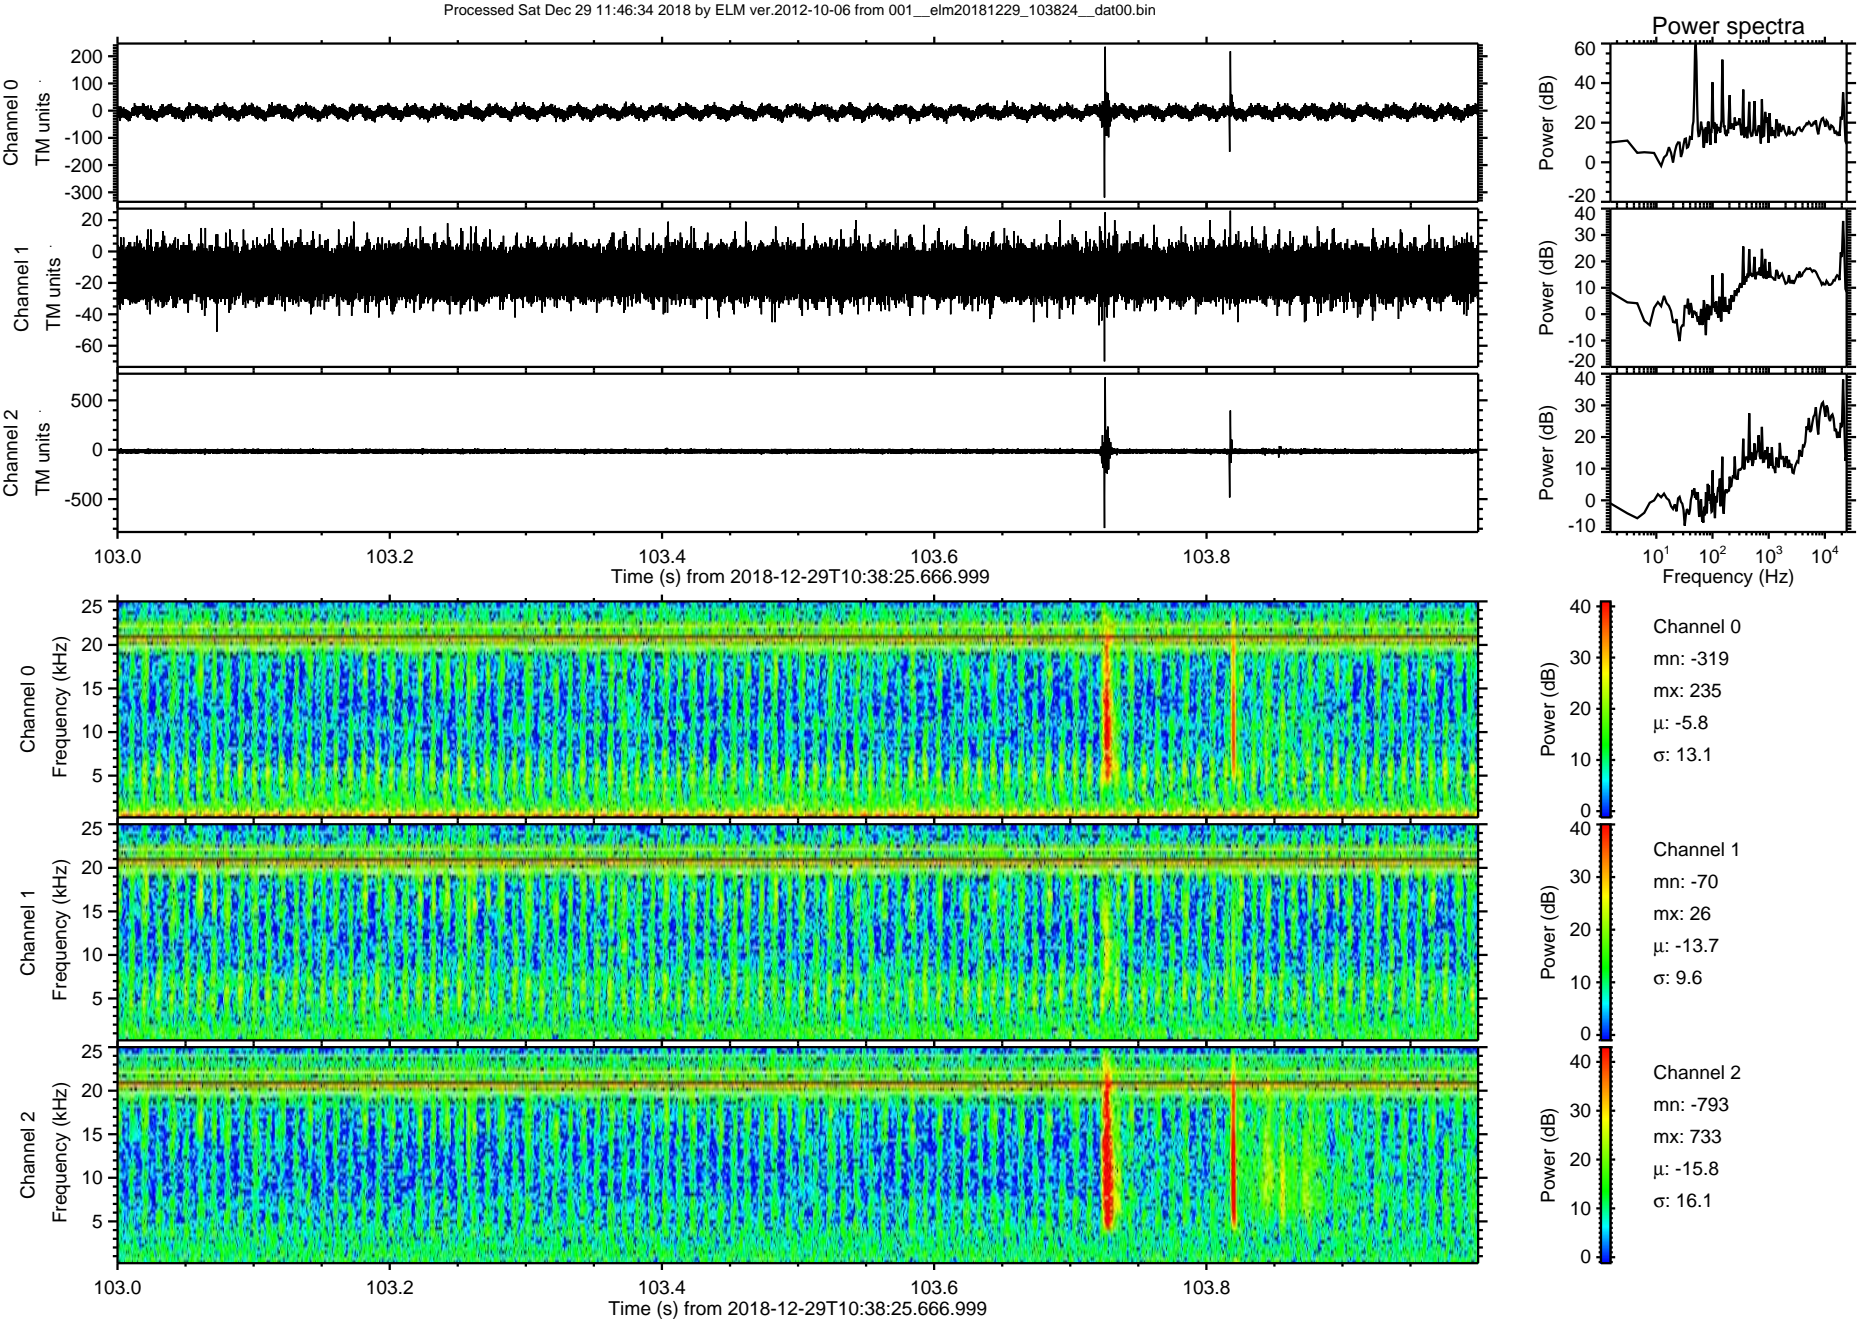 Processed Sat Dec 29 11:46:34 2018 by ELM ver.2012-10-06 from 001__elm20181229_103824__dat00.bin
Power spectra
Channel 0
TM units
200
100
0
-100
-200
-300
Power (dB)
60
40
20
0
-20
Channel 1
TM units
20
0
-20
-40
-60
Power (dB)
40
30
20
10
0
-10
-20
Channel 2
TM units
500
0
-500
Power (dB)
40
30
20
10
0
-10
103.0 103.2 103.4 103.6 103.8
Time (s) from 2018-12-29T10:38:25.666.999
10^1 10^2 10^3 10^4
Frequency (Hz)
Channel 0
Frequency (kHz)
25
20
15
10
5
Power (dB)
40
30
20
10
0
Channel 0
mn: -319
mx: 235
μ: -5.8
σ: 13.1
Channel 1
Frequency (kHz)
25
20
15
10
5
Power (dB)
40
30
20
10
0
Channel 1
mn: -70
mx: 26
μ: -13.7
σ: 9.6
Channel 2
Frequency (kHz)
25
20
15
10
5
Power (dB)
40
30
20
10
0
Channel 2
mn: -793
mx: 733
μ: -15.8
σ: 16.1
103.0 103.2 103.4 103.6 103.8
Time (s) from 2018-12-29T10:38:25.666.999